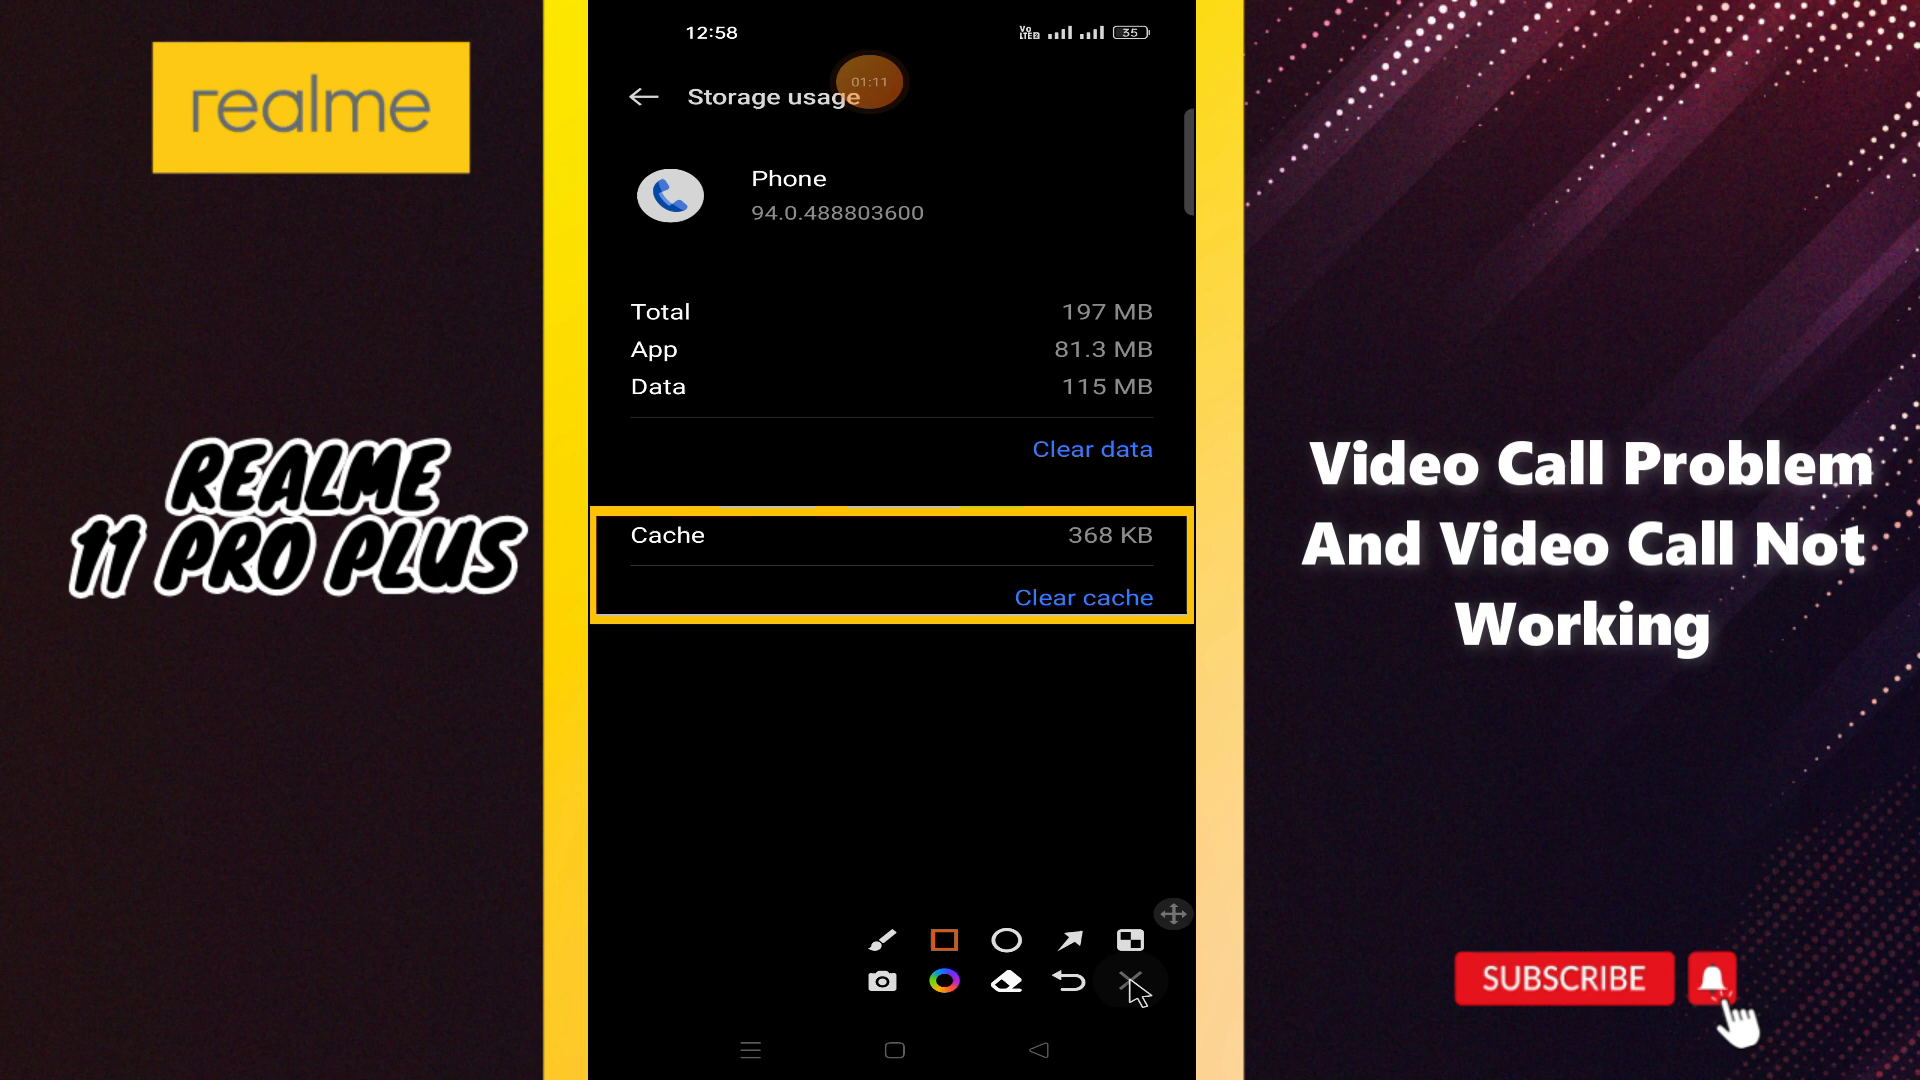 realme
REALME
11 PRO PLUS
12:58
Vo
LTE2
35
01:11
Storage usage
Phone
94.0.488803600
Total 197 MB
App 81.3 MB
Data 115 MB
Clear data
Cache 368 KB
Clear cache
Video Call Problem
And Video Call Not
Working
SUBSCRIBE